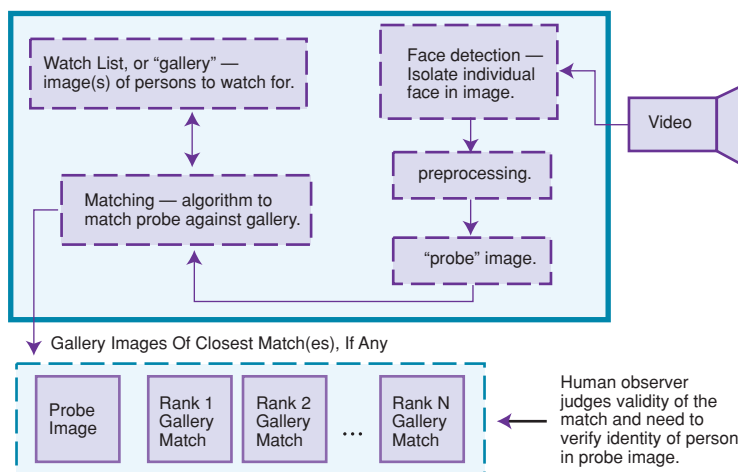 Watch List, or “gallery” —
image(s) of persons to watch for.
Face detection —
Isolate individual
face in image.
Video
preprocessing.
Matching — algorithm to
match probe against gallery.
“probe” image.
Gallery Images Of Closest Match(es), If Any
Probe
Image
Rank 1
Gallery
Match
Rank 2
Gallery
Match
...
Rank N
Gallery
Match
Human observer
judges validity of the
match and need to
verify identity of person
in probe image.